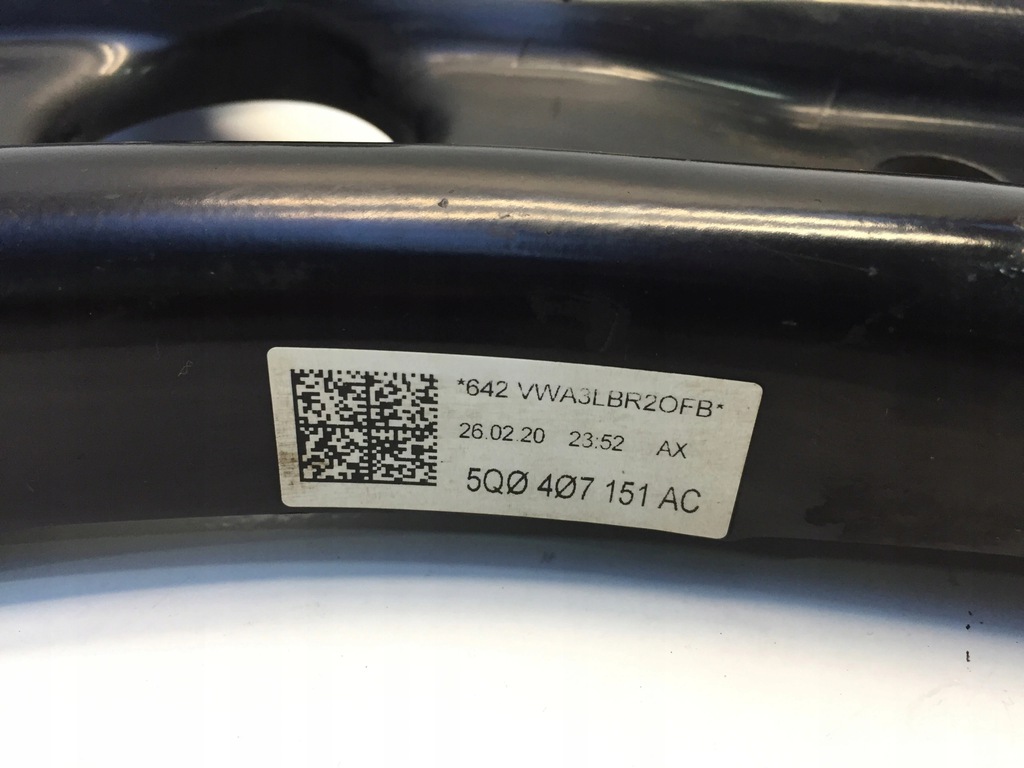 *642 VWA3LBR2OFB*
26.02.20 23:52 AX
5QØ 4Ø7 151 AC